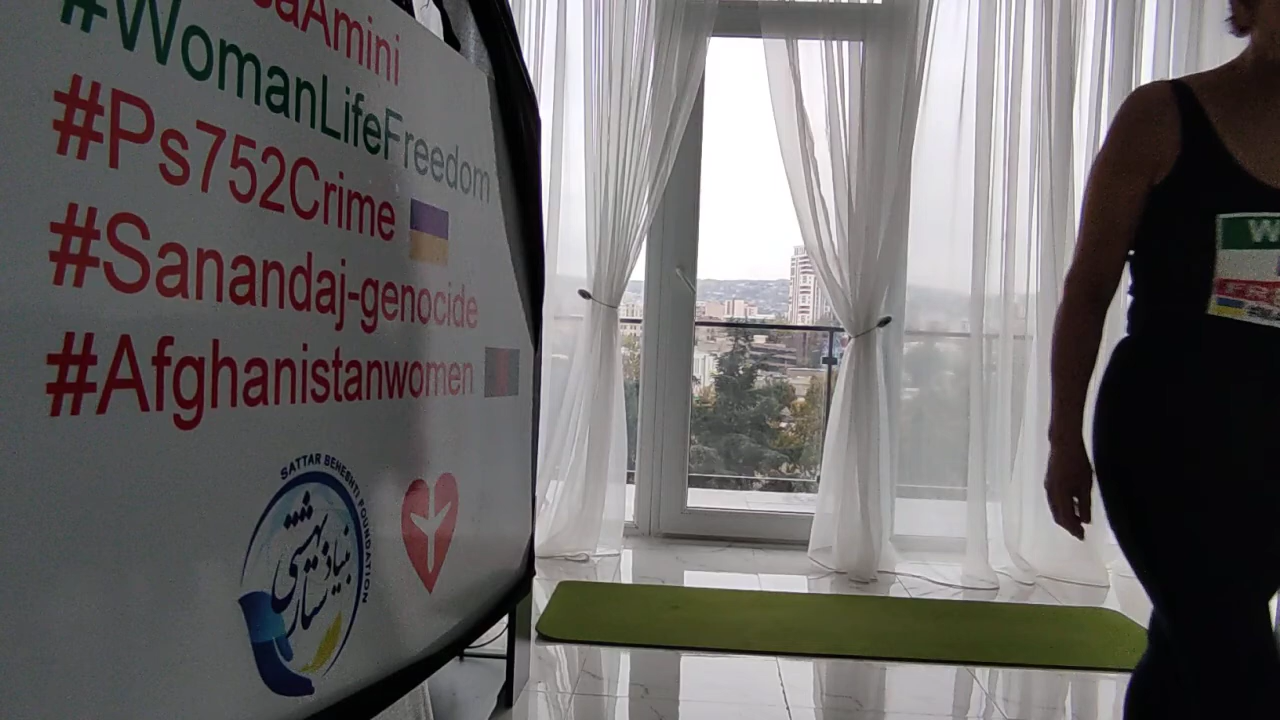 #WomanLifeFreedom
#Ps752Crime
#Sanandaj-genocide
#Afghanistanwomen
SATTAR BEHESHTI FOUNDATION
بنیاد ستار بهشتی